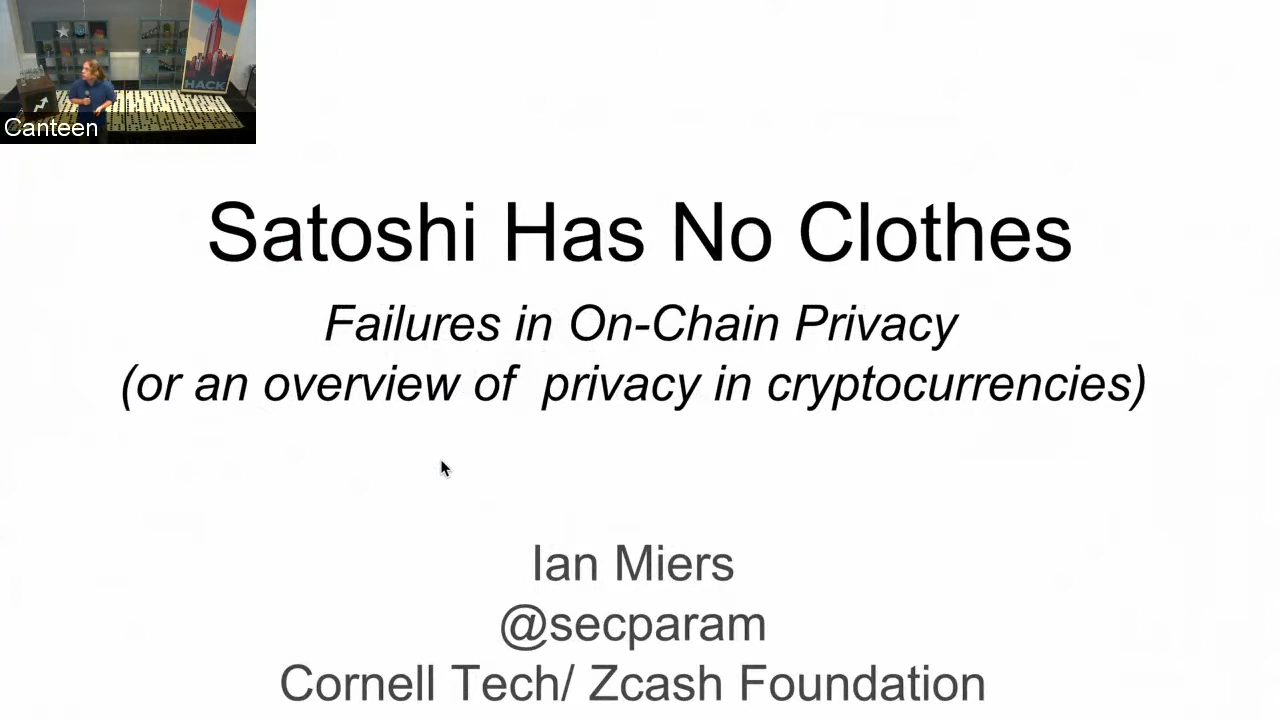 HACK
Canteen
Satoshi Has No Clothes
Failures in On-Chain Privacy
(or an overview of privacy in cryptocurrencies)
Ian Miers
@secparam
Cornell Tech/ Zcash Foundation